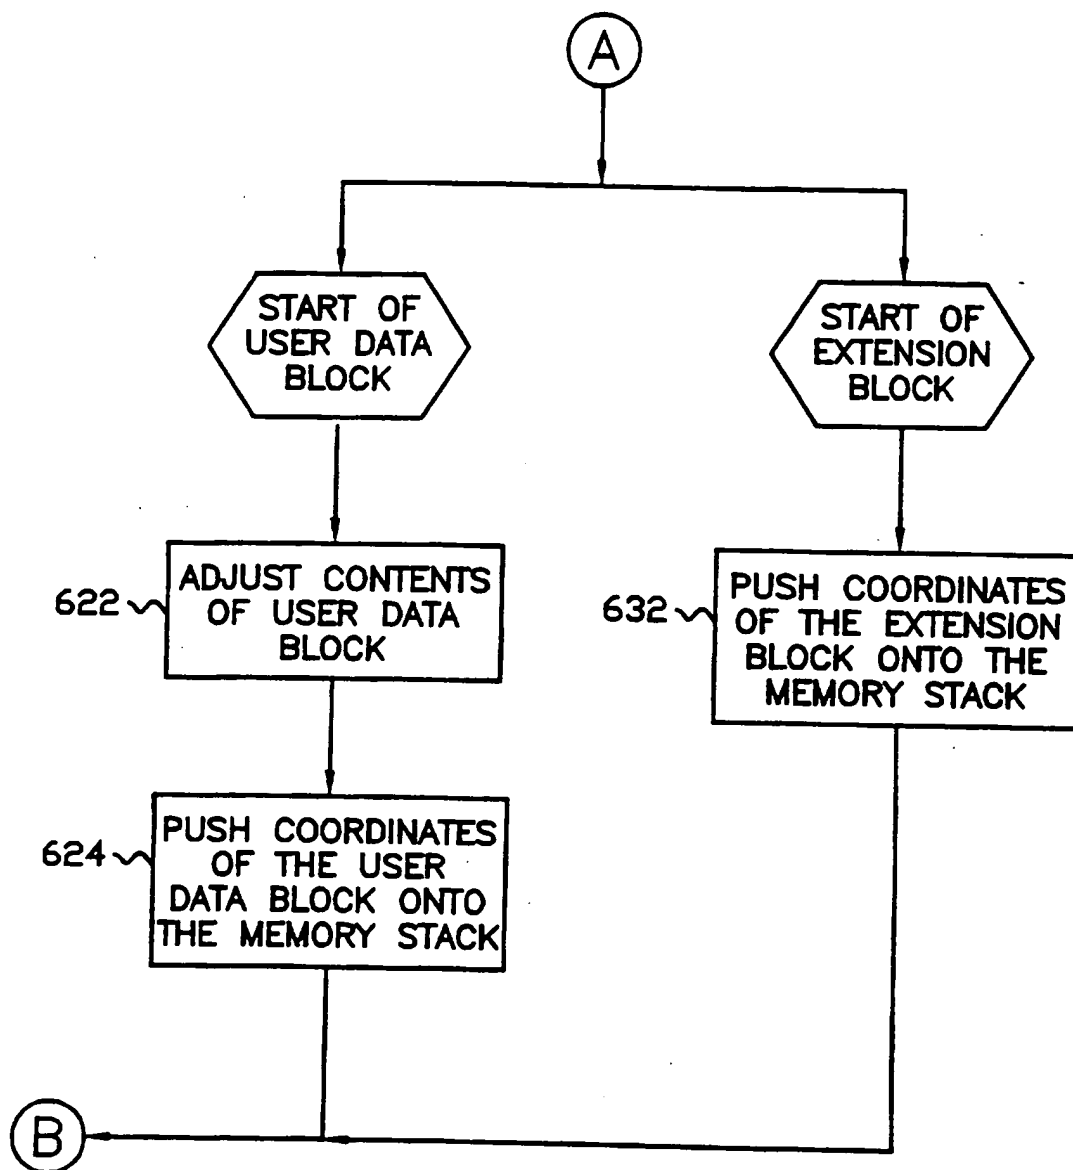 A
START OF
USER DATA
BLOCK
START OF
EXTENSION
BLOCK
622
ADJUST CONTENTS
OF USER DATA
BLOCK
632
PUSH COORDINATES
OF THE EXTENSION
BLOCK ONTO THE
MEMORY STACK
624
PUSH COORDINATES
OF THE USER
DATA BLOCK ONTO
THE MEMORY STACK
B